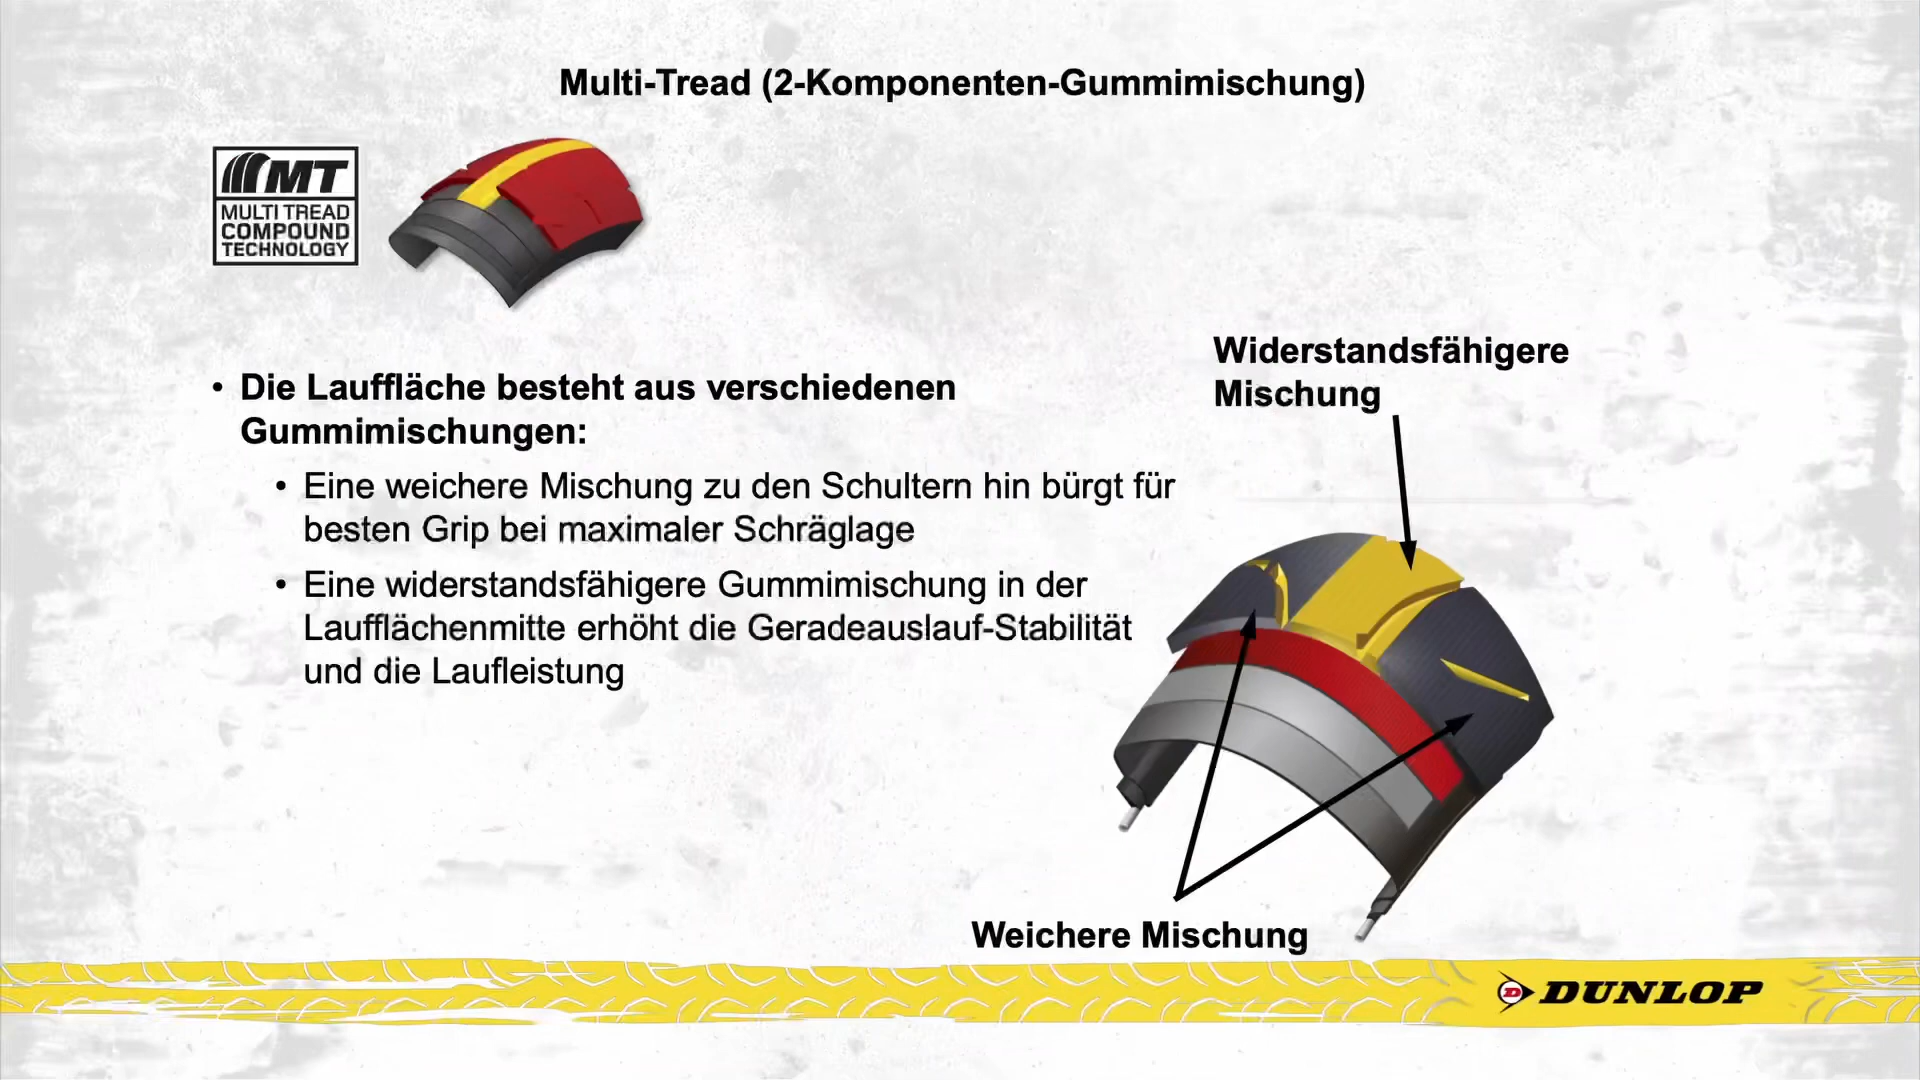 Multi-Tread (2-Komponenten-Gummimischung)
MT
MULTI TREAD
COMPOUND
TECHNOLOGY
• Die Lauffläche besteht aus verschiedenen
Gummimischungen:
• Eine weichere Mischung zu den Schultern hin bürgt für
besten Grip bei maximaler Schräglage
• Eine widerstandsfähigere Gummimischung in der
Laufflächenmitte erhöht die Geradeauslauf-Stabilität
und die Laufleistung
Widerstandsfähigere
Mischung
Weichere Mischung
D DUNLOP